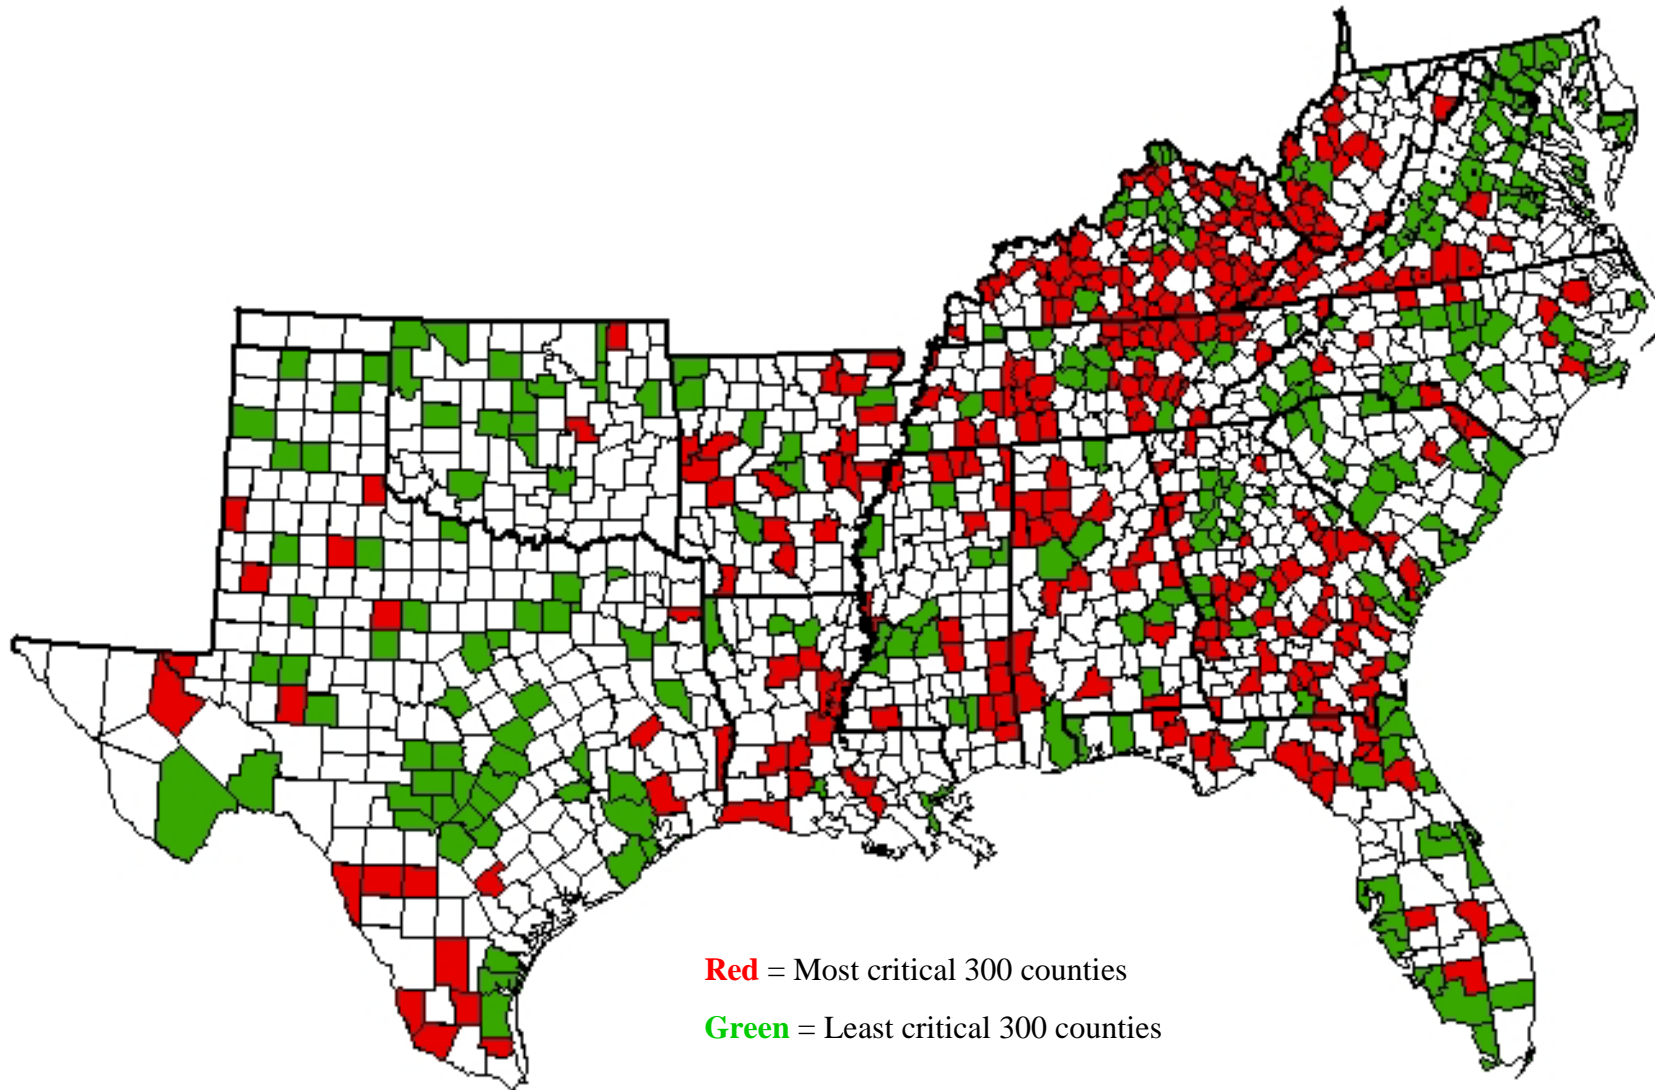 Red = Most critical 300 counties
Green = Least critical 300 counties